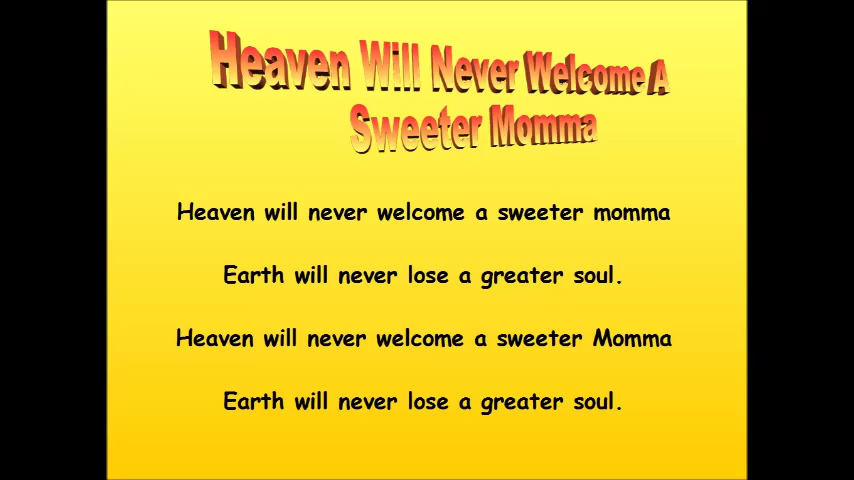 Heaven Will Never Welcome A
Sweeter Momma
Heaven will never welcome a sweeter momma
Earth will never lose a greater soul.
Heaven will never welcome a sweeter Momma
Earth will never lose a greater soul.